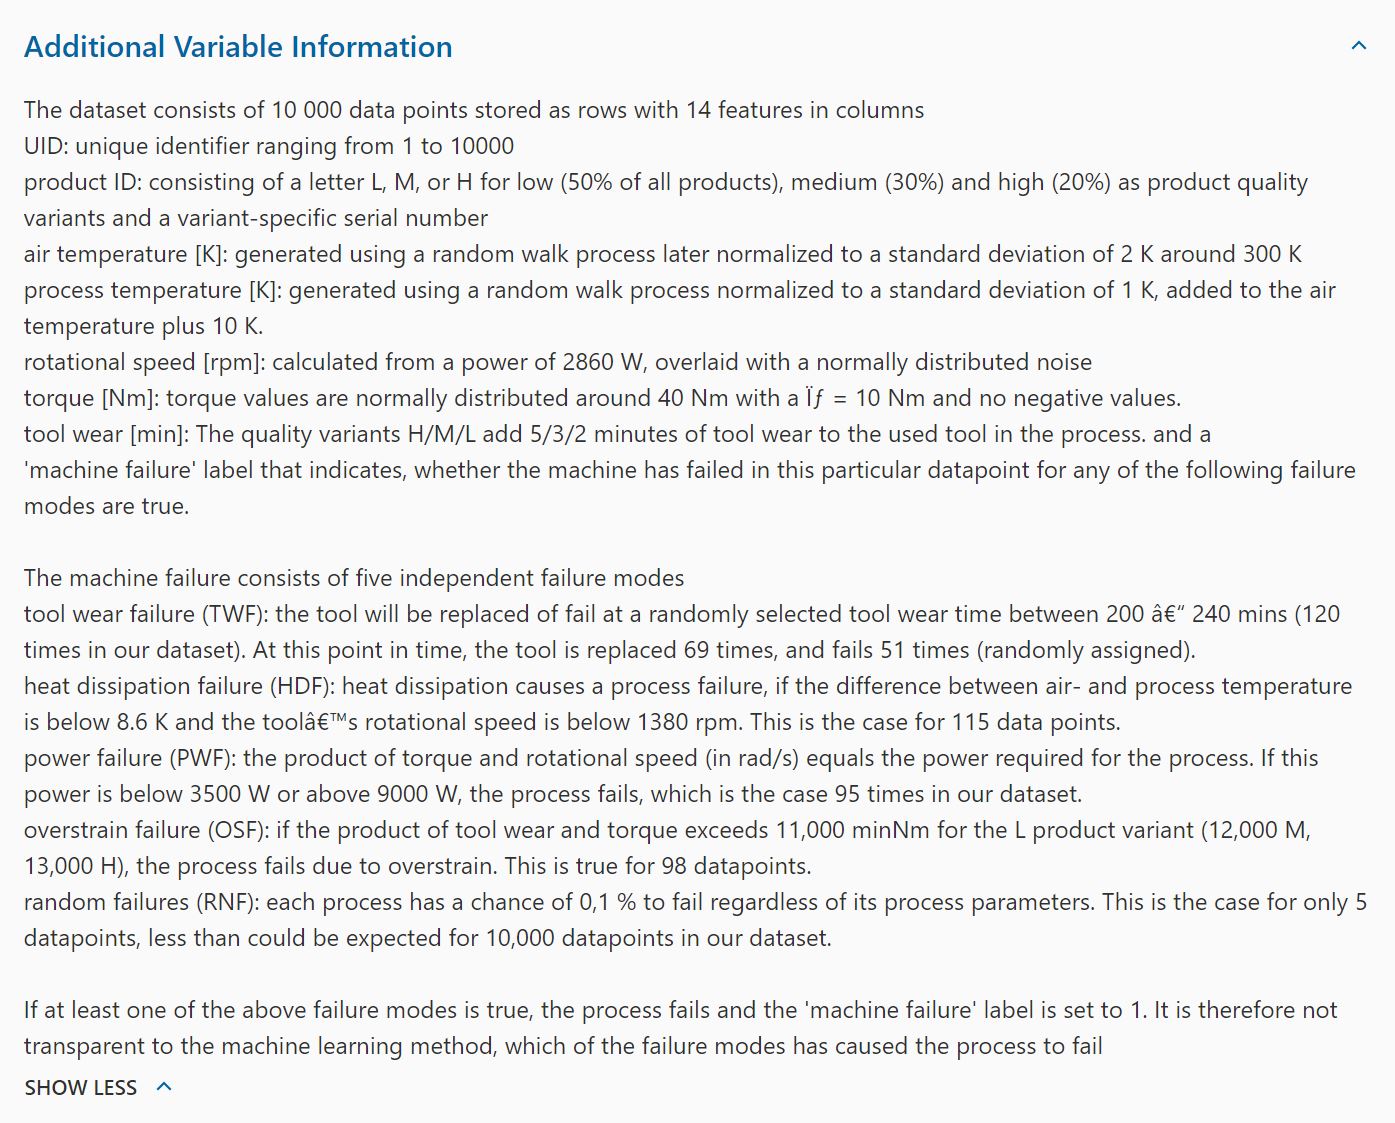 Additional Variable Information
The dataset consists of 10 000 data points stored as rows with 14 features in columns
UID: unique identifier ranging from 1 to 10000
product ID: consisting of a letter L, M, or H for low (50% of all products), medium (30%) and high (20%) as product quality
variants and a variant-specific serial number
air temperature [K]: generated using a random walk process later normalized to a standard deviation of 2 K around 300 K
process temperature [K]: generated using a random walk process normalized to a standard deviation of 1 K, added to the air
temperature plus 10 K.
rotational speed [rpm]: calculated from a power of 2860 W, overlaid with a normally distributed noise
torque [Nm]: torque values are normally distributed around 40 Nm with a Ïƒ = 10 Nm and no negative values.
tool wear [min]: The quality variants H/M/L add 5/3/2 minutes of tool wear to the used tool in the process. and a
'machine failure' label that indicates, whether the machine has failed in this particular datapoint for any of the following failure
modes are true.
The machine failure consists of five independent failure modes
tool wear failure (TWF): the tool will be replaced of fail at a randomly selected tool wear time between 200 â€“ 240 mins (120
times in our dataset). At this point in time, the tool is replaced 69 times, and fails 51 times (randomly assigned).
heat dissipation failure (HDF): heat dissipation causes a process failure, if the difference between air- and process temperature
is below 8.6 K and the toolâ€™s rotational speed is below 1380 rpm. This is the case for 115 data points.
power failure (PWF): the product of torque and rotational speed (in rad/s) equals the power required for the process. If this
power is below 3500 W or above 9000 W, the process fails, which is the case 95 times in our dataset.
overstrain failure (OSF): if the product of tool wear and torque exceeds 11,000 minNm for the L product variant (12,000 M,
13,000 H), the process fails due to overstrain. This is true for 98 datapoints.
random failures (RNF): each process has a chance of 0,1 % to fail regardless of its process parameters. This is the case for only 5
datapoints, less than could be expected for 10,000 datapoints in our dataset.
If at least one of the above failure modes is true, the process fails and the 'machine failure' label is set to 1. It is therefore not
transparent to the machine learning method, which of the failure modes has caused the process to fail
SHOW LESS